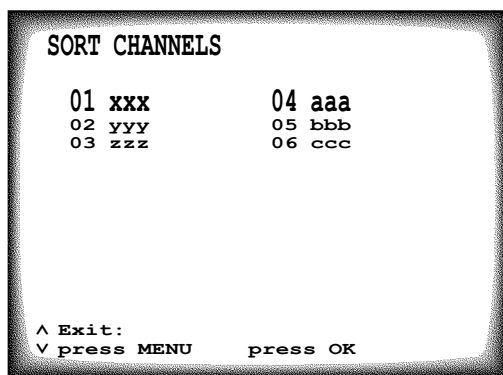 SORT CHANNELS
01 xxx 04 aaa
02 yyy 05 bbb
03 zzz 06 ccc
^ Exit:
v press MENU press OK